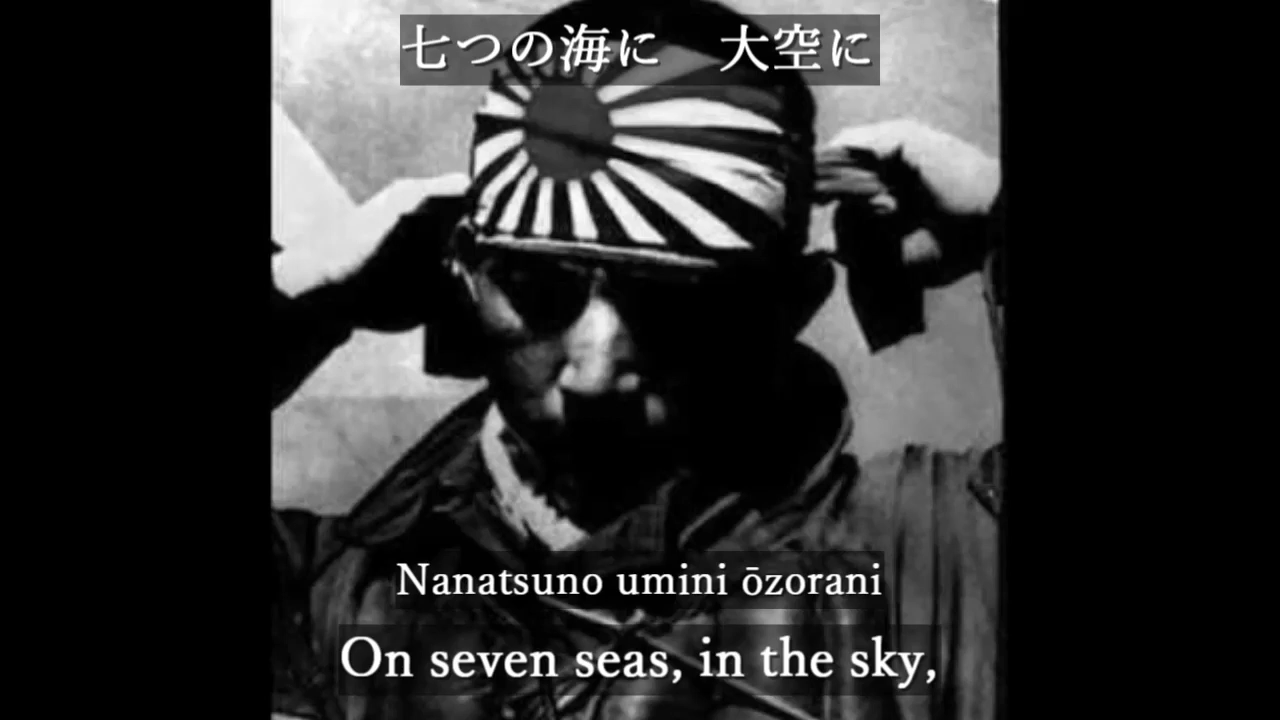 七つの海に　大空に
Nanatsuno umini ōzorani
On seven seas, in the sky,